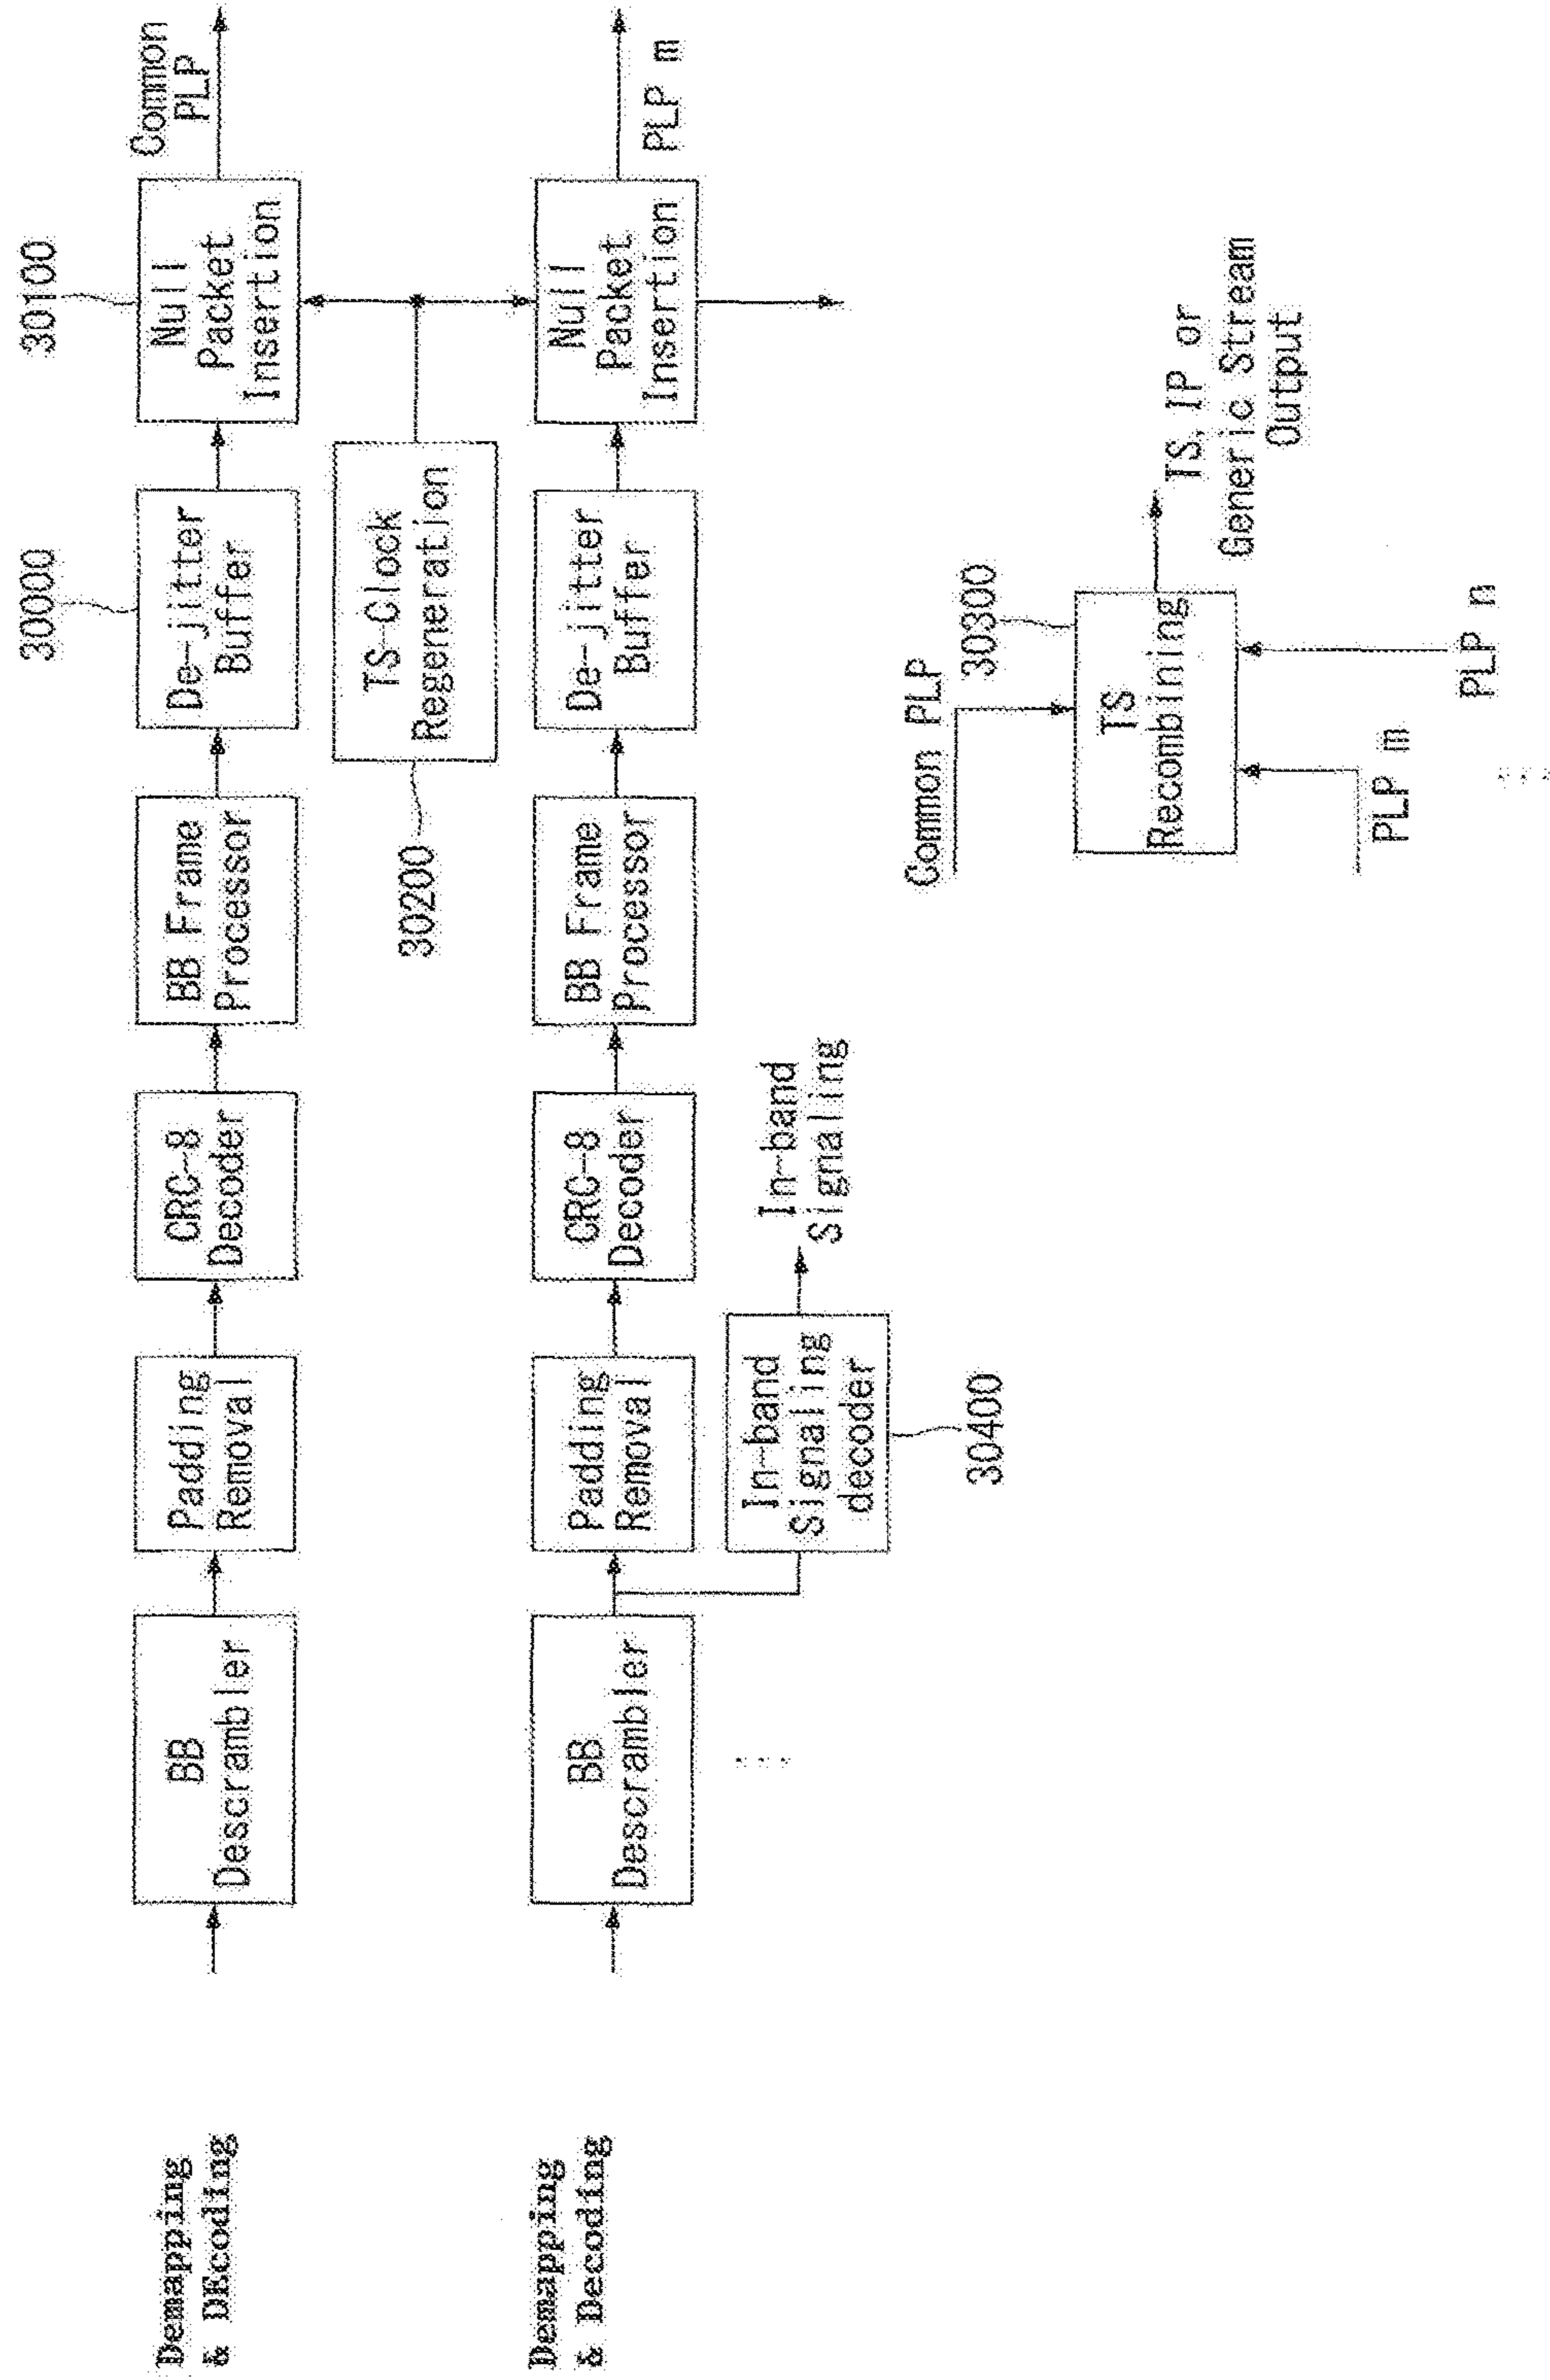 Demapping
& DEcoding
BB
Descrambler
Padding
Removal
CRC-8
Decoder
BB Frame
Processor
30000
De-jitter
Buffer
30100
Null
Packet
Insertion
Common
PLP
30200
TS-Clock
Regeneration
Demapping
& Decoding
BB
Descrambler
Padding
Removal
CRC-8
Decoder
BB Frame
Processor
De-jitter
Buffer
Null
Packet
Insertion
PLP m
In-band
Signaling
decoder
30400
In-band
Signaling
...
Common PLP
30300
TS
Recombining
TS, IP or
Generic Stream
Output
PLP m
PLP n
...